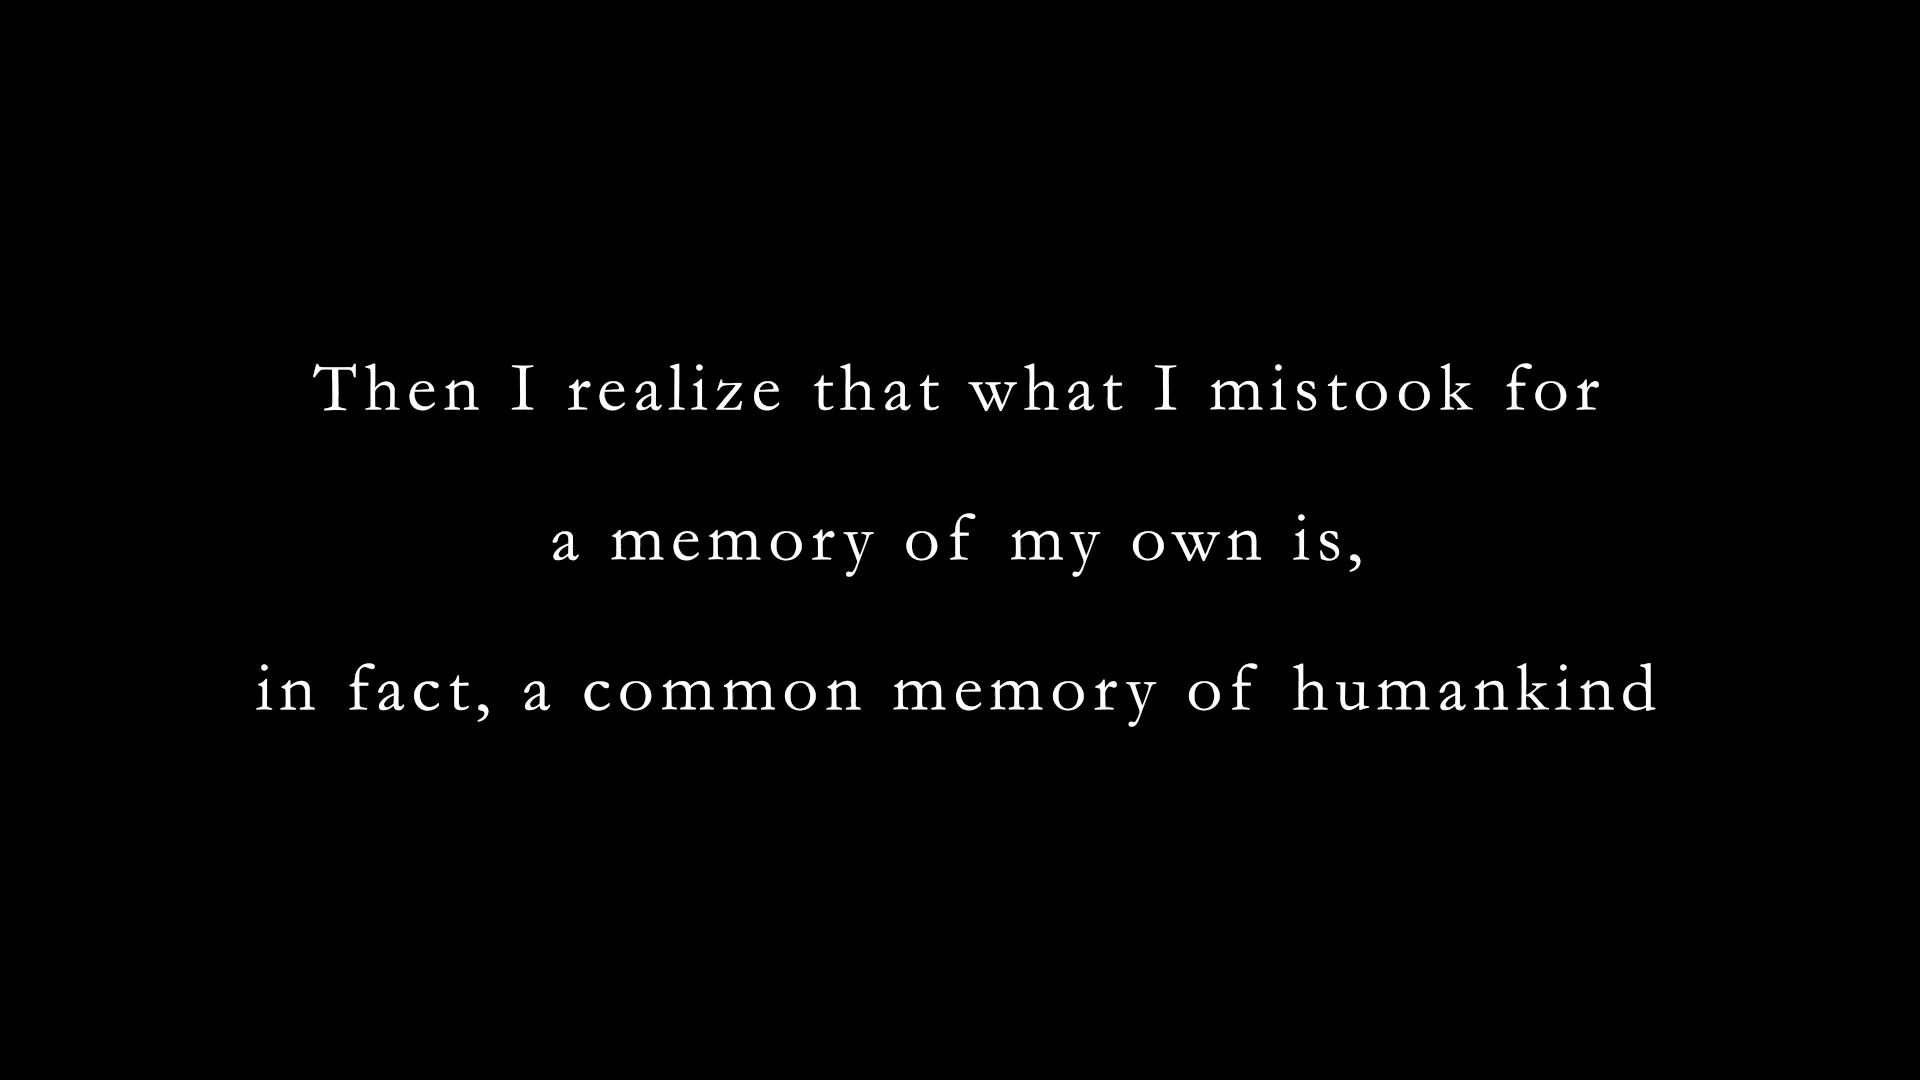 Then I realize that what I mistook for
a memory of my own is,
in fact, a common memory of humankind